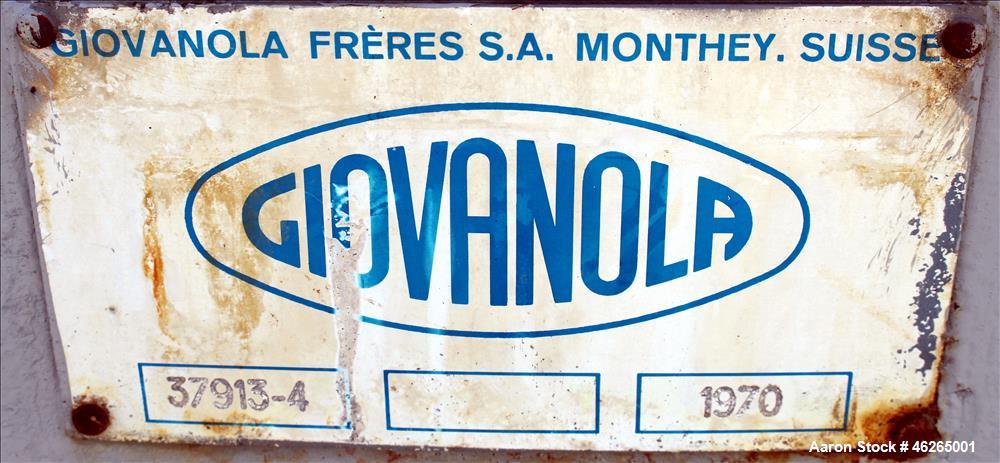 GIOVANOLA FRÈRES S.A. MONTHEY. SUISSE
GIOVANOLA
37913-4 1970
Aaron Stock # 46265001